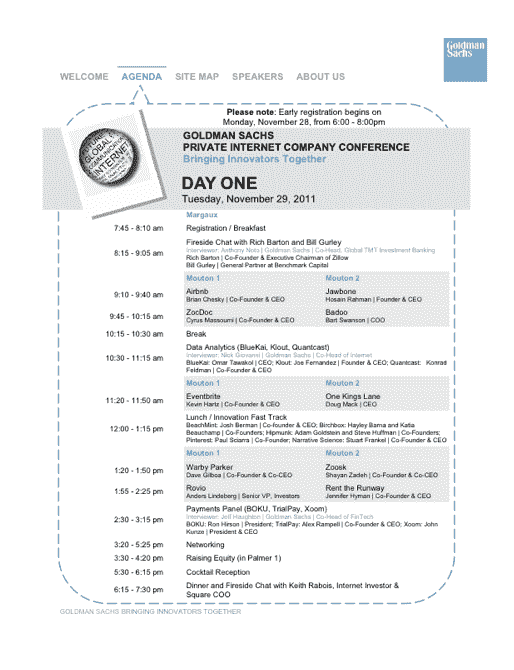 Goldman
Sachs
WELCOME AGENDA SITE MAP SPEAKERS ABOUT US
Please note: Early registration begins on
Monday, November 28, from 6:00 - 8:00pm
GOLDMAN SACHS
PRIVATE INTERNET COMPANY CONFERENCE
Bringing Innovators Together
GLOBAL
INTERNET
DAY ONE
Tuesday, November 29, 2011
Margaux
7:45 - 8:10 am Registration / Breakfast
8:15 - 9:05 am Fireside Chat with Rich Barton and Bill Gurley
Interviewer: Anthony Noto | Goldman Sachs | Co-Head, Global TMT Investment Banking
Rich Barton | Co-Founder & Executive Chairman of Zillow
Bill Gurley | General Partner at Benchmark Capital
Mouton 1 Mouton 2
9:10 - 9:40 am Airbnb Jawbone
Brian Chesky | Co-Founder & CEO Hosain Rahman | Founder & CEO
9:45 - 10:15 am ZocDoc Badoo
Cyrus Massoumi | Co-Founder & CEO Bart Swanson | COO
10:15 - 10:30 am Break
10:30 - 11:15 am Data Analytics (BlueKai, Klout, Quantcast)
Interviewer: Nick Giovanni | Goldman Sachs | Co-Head of Internet
BlueKai: Omar Tawakol | CEO; Klout: Joe Fernandez | Founder & CEO; Quantcast: Konrad
Feldman | Co-Founder & CEO
Mouton 1 Mouton 2
11:20 - 11:50 am Eventbrite One Kings Lane
Kevin Hartz | Co-Founder & CEO Doug Mack | CEO
12:00 - 1:15 pm Lunch / Innovation Fast Track
BeachMint: Josh Berman | Co-founder & CEO; Birchbox: Hayley Barna and Katia
Beauchamp | Co-Founders; Hipmunk: Adam Goldstein and Steve Huffman | Co-Founders;
Pinterest: Paul Sciarra | Co-Founder; Narrative Science: Stuart Frankel | Co-Founder & CEO
Mouton 1 Mouton 2
1:20 - 1:50 pm Warby Parker Zoosk
Dave Gilboa | Co-Founder & Co-CEO Shayan Zadeh | Co-Founder & Co-CEO
1:55 - 2:25 pm Rovio Rent the Runway
Anders Lindeberg | Senior VP, Investors Jennifer Hyman | Co-Founder & CEO
2:30 - 3:15 pm Payments Panel (BOKU, TrialPay, Xoom)
Interviewer: Jeff Houghton | Goldman Sachs | Co-Head of FinTech
BOKU: Ron Hirson | President; TrialPay: Alex Rampell | Co-Founder & CEO; Xoom: John
Kunze | President & CEO
3:20 - 5:25 pm Networking
3:30 - 4:20 pm Raising Equity (in Palmer 1)
5:30 - 6:15 pm Cocktail Reception
6:15 - 7:30 pm Dinner and Fireside Chat with Keith Rabois, Internet Investor &
Square COO
GOLDMAN SACHS BRINGING INNOVATORS TOGETHER